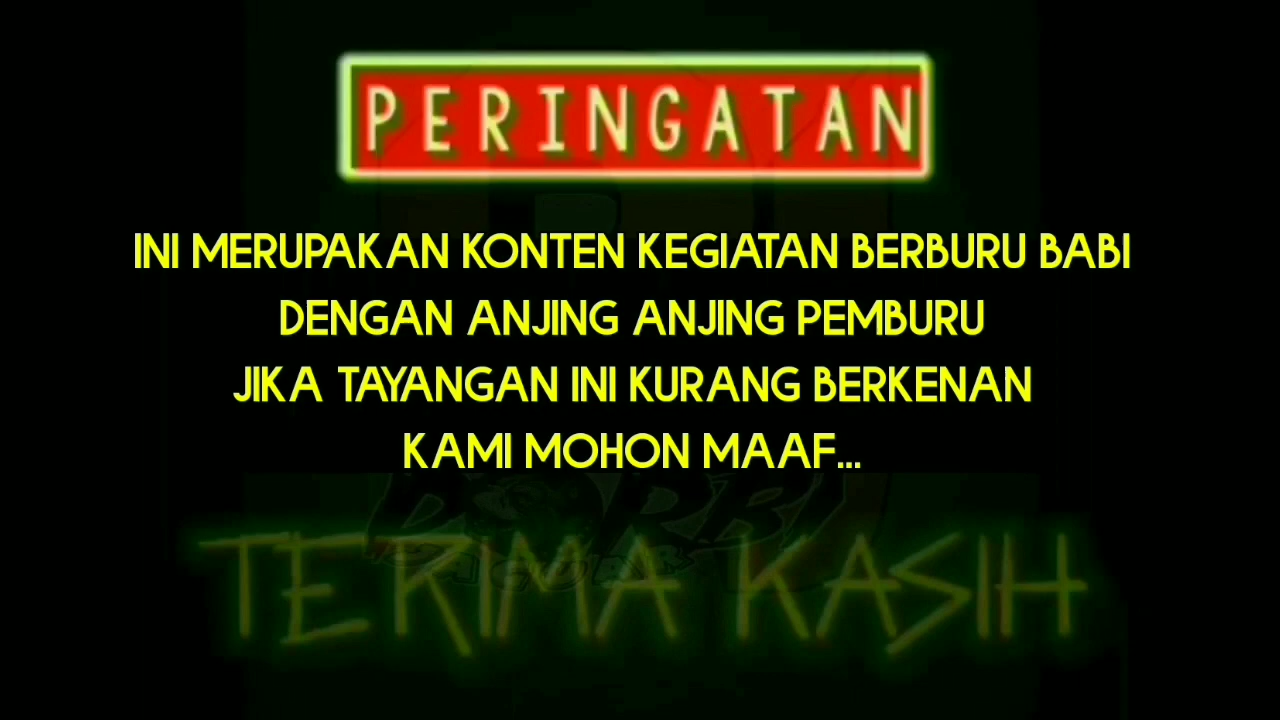 PERINGATAN
INI MERUPAKAN KONTEN KEGIATAN BERBURU BABI
DENGAN ANJING ANJING PEMBURU
JIKA TAYANGAN INI KURANG BERKENAN
KAMI MOHON MAAF...
TERIMA KASIH